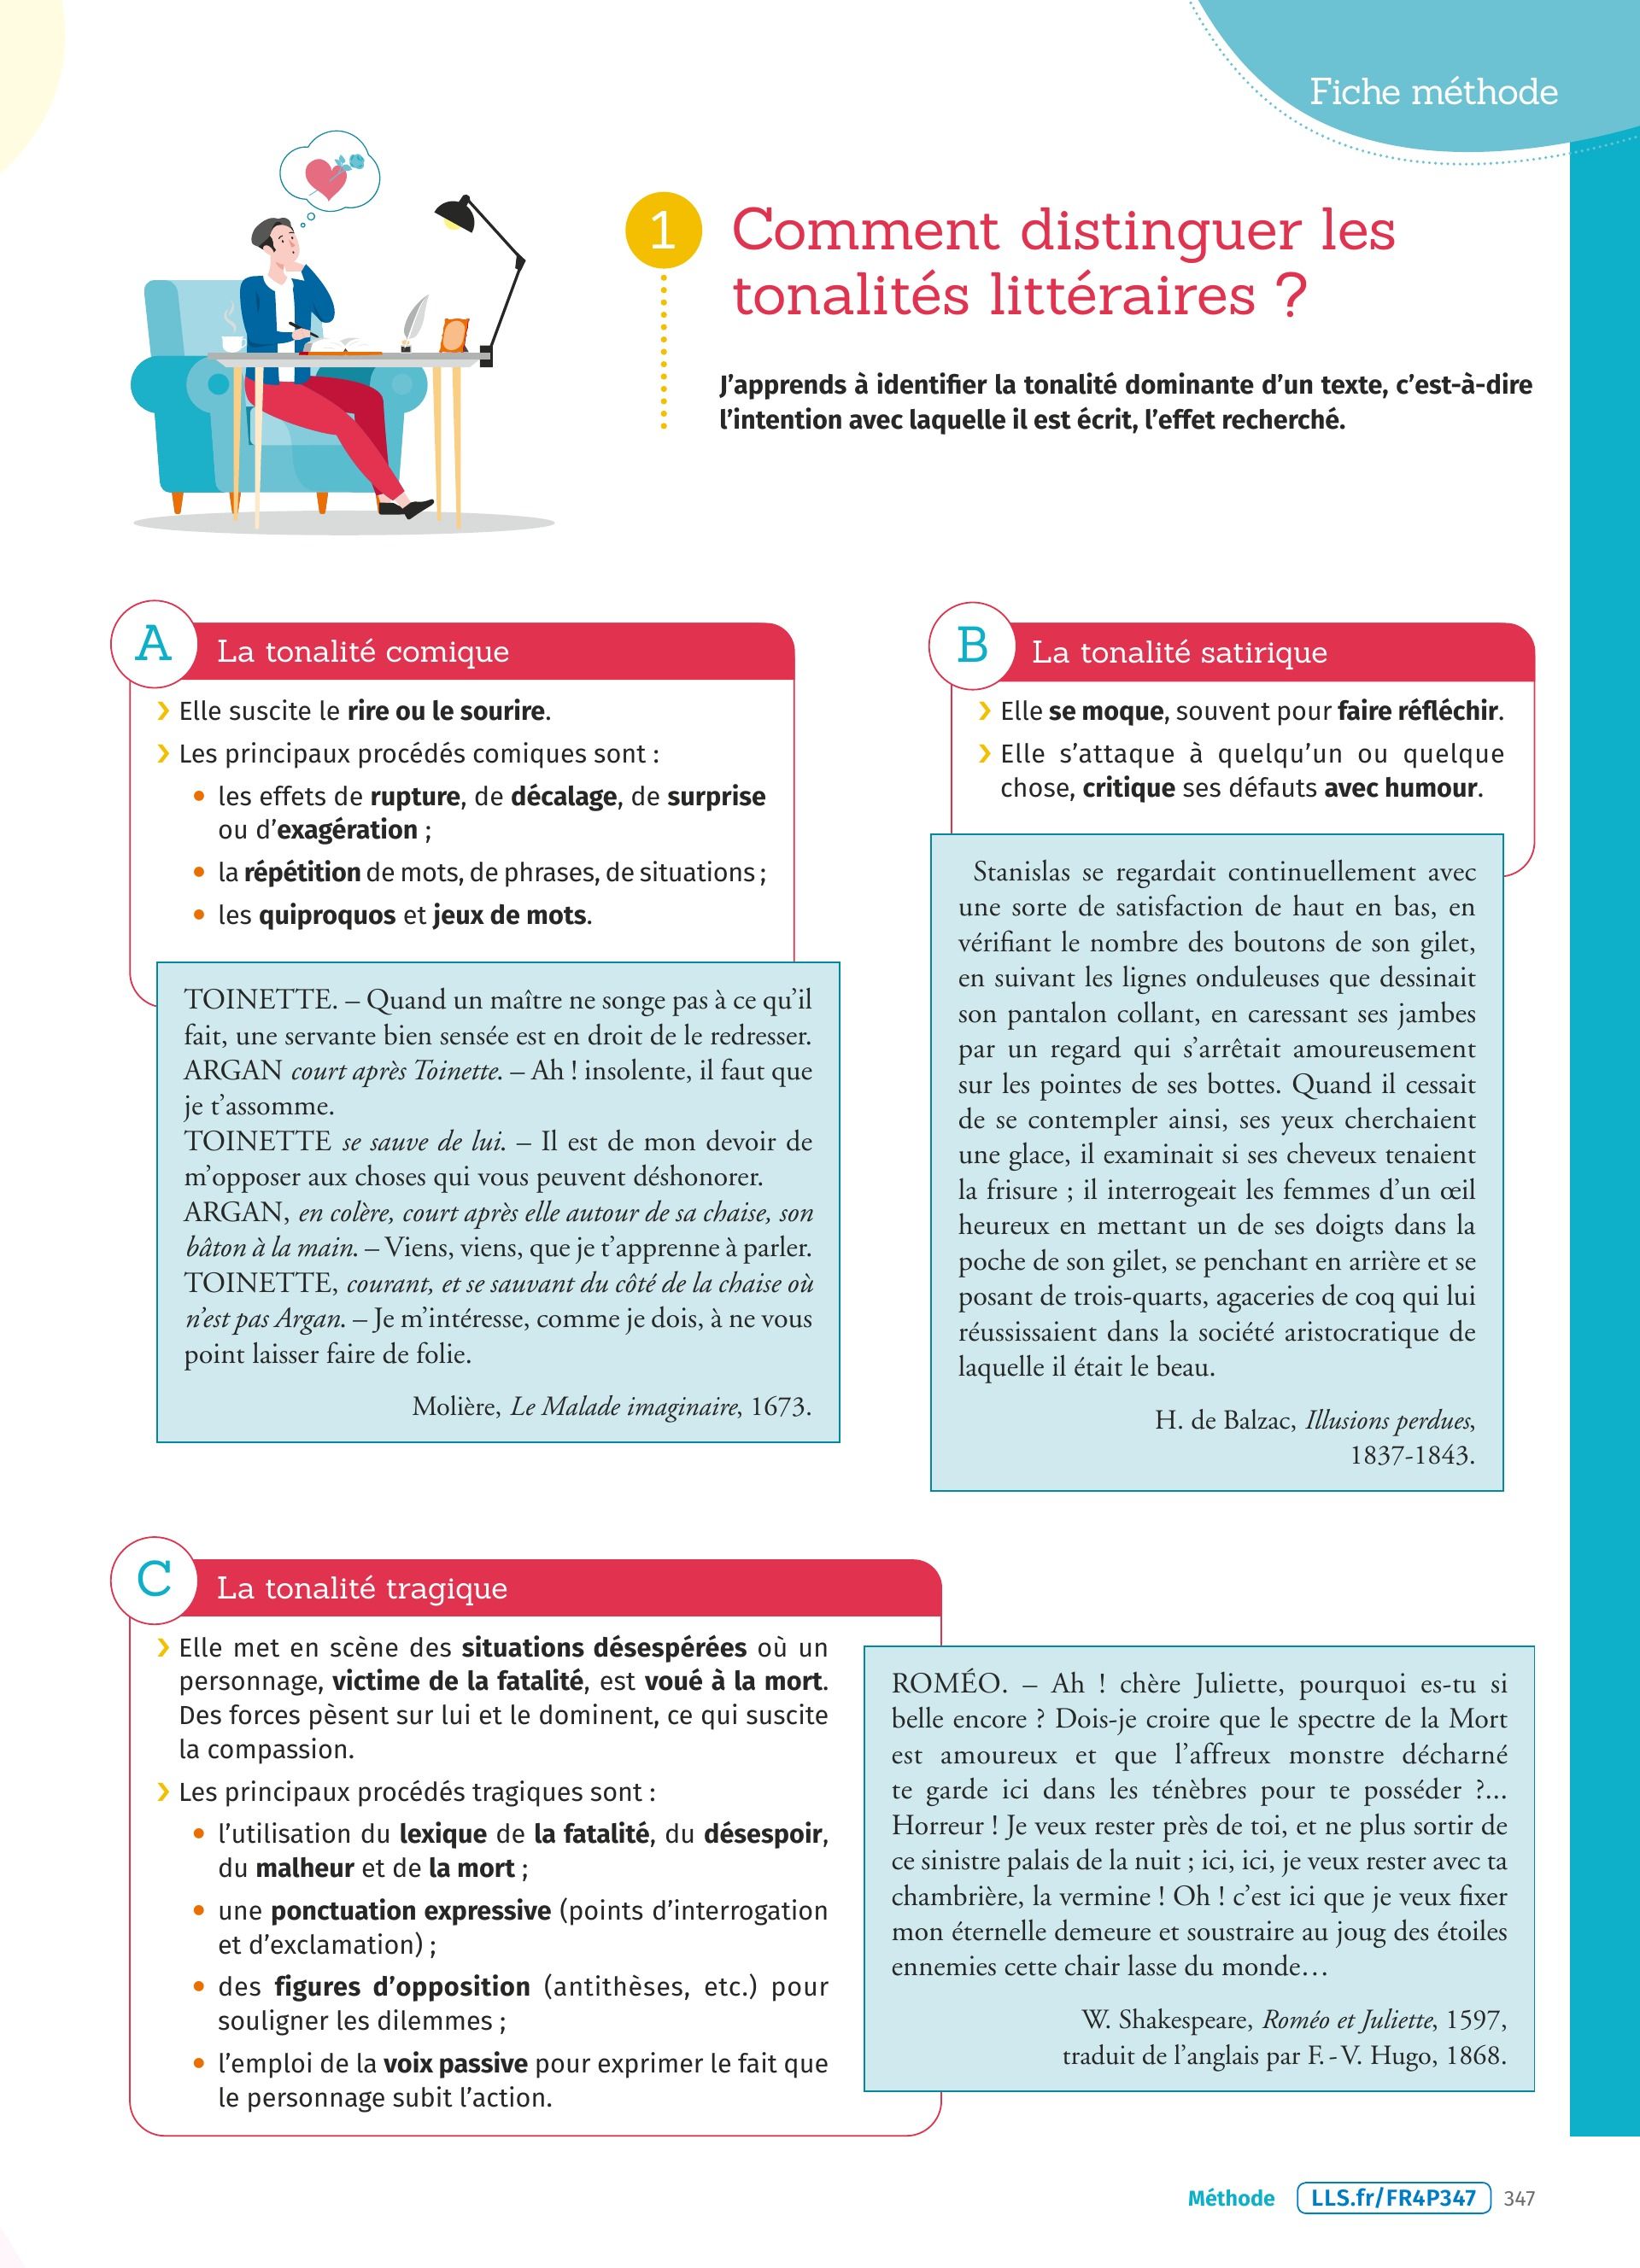 Fiche méthode
1
Comment distinguer les
tonalités littéraires ?
J’apprends à identifier la tonalité dominante d’un texte, c’est-à-dire
l’intention avec laquelle il est écrit, l’effet recherché.
A
La tonalité comique
› Elle suscite le rire ou le sourire.
› Les principaux procédés comiques sont :
• les effets de rupture, de décalage, de surprise
ou d’exagération ;
• la répétition de mots, de phrases, de situations ;
• les quiproquos et jeux de mots.
TOINETTE. – Quand un maître ne songe pas à ce qu’il
fait, une servante bien sensée est en droit de le redresser.
ARGAN court après Toinette. – Ah ! insolente, il faut que
je t’assomme.
TOINETTE se sauve de lui. – Il est de mon devoir de
m’opposer aux choses qui vous peuvent déshonorer.
ARGAN, en colère, court après elle autour de sa chaise, son
bâton à la main. – Viens, viens, que je t’apprenne à parler.
TOINETTE, courant, et se sauvant du côté de la chaise où
n’est pas Argan. – Je m’intéresse, comme je dois, à ne vous
point laisser faire de folie.
Molière, Le Malade imaginaire, 1673.
B
La tonalité satirique
› Elle se moque, souvent pour faire réfléchir.
› Elle s’attaque à quelqu’un ou quelque
chose, critique ses défauts avec humour.
Stanislas se regardait continuellement avec
une sorte de satisfaction de haut en bas, en
vérifiant le nombre des boutons de son gilet,
en suivant les lignes onduleuses que dessinait
son pantalon collant, en caressant ses jambes
par un regard qui s’arrêtait amoureusement
sur les pointes de ses bottes. Quand il cessait
de se contempler ainsi, ses yeux cherchaient
une glace, il examinait si ses cheveux tenaient
la frisure ; il interrogeait les femmes d’un œil
heureux en mettant un de ses doigts dans la
poche de son gilet, se penchant en arrière et se
posant de trois-quarts, agaceries de coq qui lui
réussissaient dans la société aristocratique de
laquelle il était le beau.
H. de Balzac, Illusions perdues,
1837-1843.
C
La tonalité tragique
› Elle met en scène des situations désespérées où un
personnage, victime de la fatalité, est voué à la mort.
Des forces pèsent sur lui et le dominent, ce qui suscite
la compassion.
› Les principaux procédés tragiques sont :
• l’utilisation du lexique de la fatalité, du désespoir,
du malheur et de la mort ;
• une ponctuation expressive (points d’interrogation
et d’exclamation) ;
• des figures d’opposition (antithèses, etc.) pour
souligner les dilemmes ;
• l’emploi de la voix passive pour exprimer le fait que
le personnage subit l’action.
ROMÉO. – Ah ! chère Juliette, pourquoi es-tu si
belle encore ? Dois-je croire que le spectre de la Mort
est amoureux et que l’affreux monstre décharné
te garde ici dans les ténèbres pour te posséder ?...
Horreur ! Je veux rester près de toi, et ne plus sortir de
ce sinistre palais de la nuit ; ici, ici, je veux rester avec ta
chambrière, la vermine ! Oh ! c’est ici que je veux fixer
mon éternelle demeure et soustraire au joug des étoiles
ennemies cette chair lasse du monde…
W. Shakespeare, Roméo et Juliette, 1597,
traduit de l’anglais par F.-V. Hugo, 1868.
Méthode LLS.fr/FR4P347 347